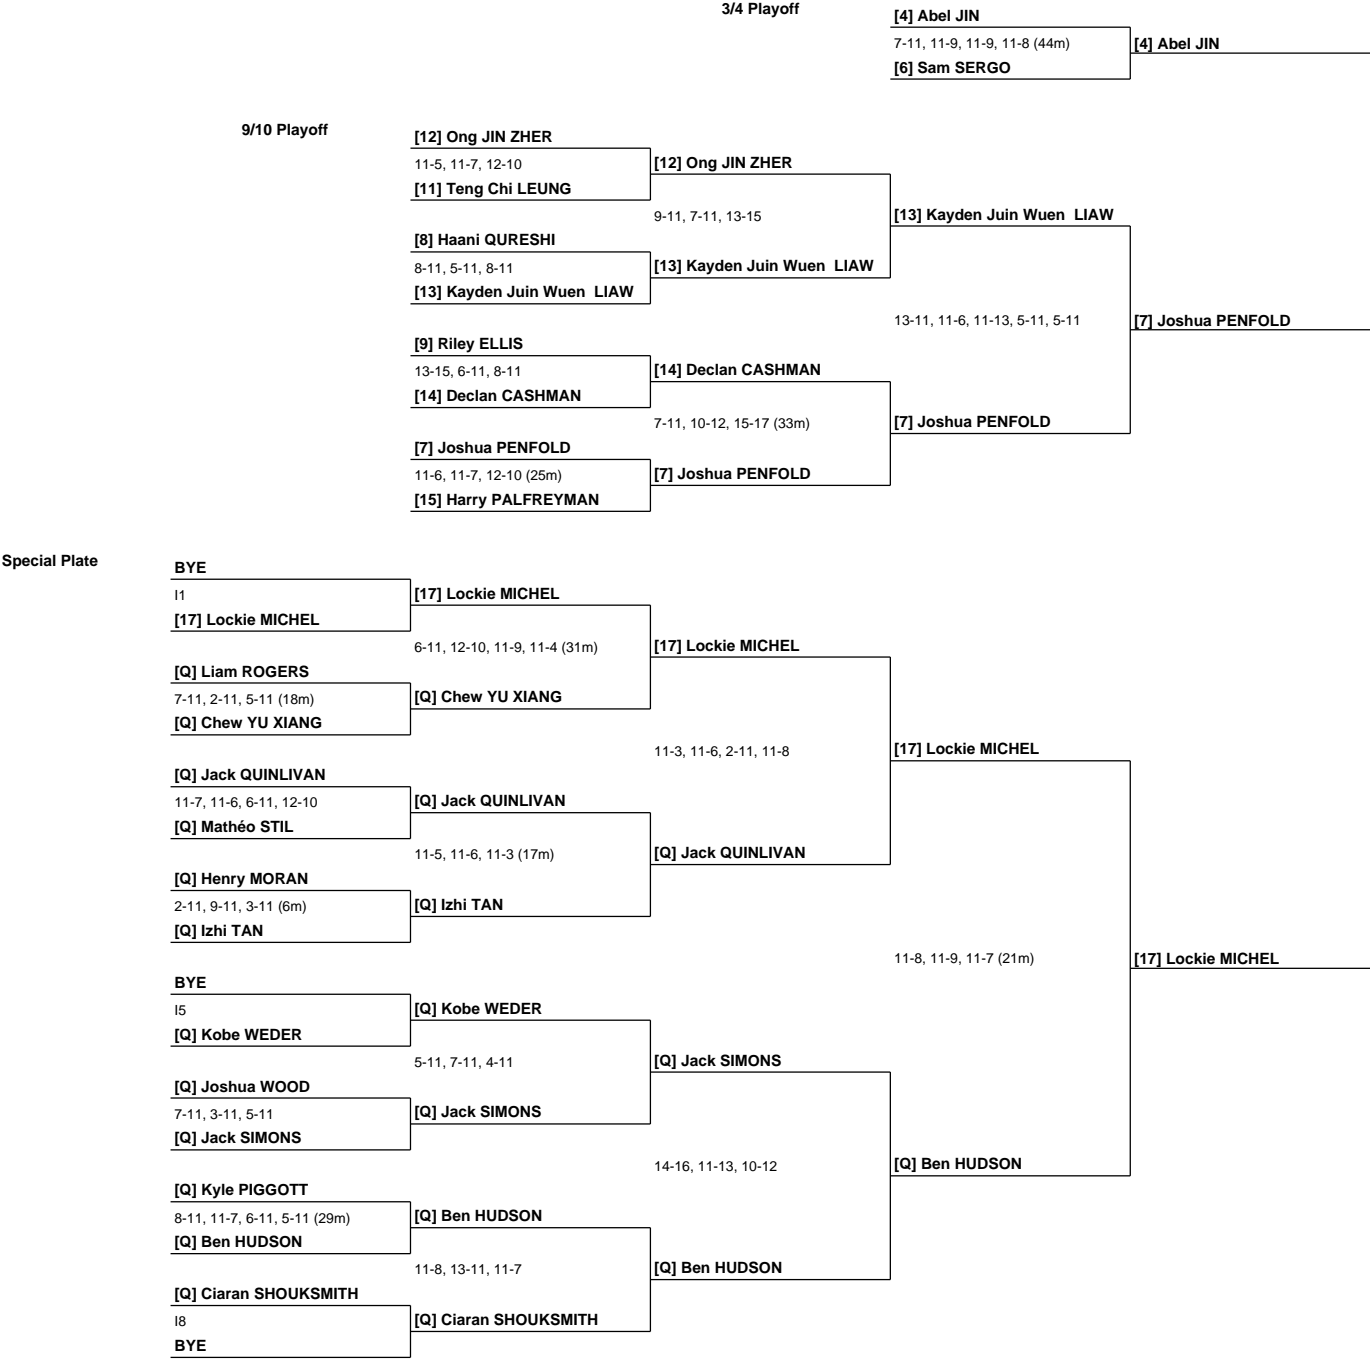 3/4 Playoff
[4] Abel JIN
7-11, 11-9, 11-9, 11-8 (44m)
[4] Abel JIN
[6] Sam SERGO
9/10 Playoff
[12] Ong JIN ZHER
11-5, 11-7, 12-10
[12] Ong JIN ZHER
[11] Teng Chi LEUNG
9-11, 7-11, 13-15
[13] Kayden Juin Wuen  LIAW
[8] Haani QURESHI
8-11, 5-11, 8-11
[13] Kayden Juin Wuen  LIAW
[13] Kayden Juin Wuen  LIAW
13-11, 11-6, 11-13, 5-11, 5-11
[7] Joshua PENFOLD
[9] Riley ELLIS
13-15, 6-11, 8-11
[14] Declan CASHMAN
[14] Declan CASHMAN
7-11, 10-12, 15-17 (33m)
[7] Joshua PENFOLD
[7] Joshua PENFOLD
11-6, 11-7, 12-10 (25m)
[7] Joshua PENFOLD
[15] Harry PALFREYMAN
Special Plate
BYE
I1
[17] Lockie MICHEL
[17] Lockie MICHEL
6-11, 12-10, 11-9, 11-4 (31m)
[17] Lockie MICHEL
[Q] Liam ROGERS
7-11, 2-11, 5-11 (18m)
[Q] Chew YU XIANG
[Q] Chew YU XIANG
11-3, 11-6, 2-11, 11-8
[17] Lockie MICHEL
[Q] Jack QUINLIVAN
11-7, 11-6, 6-11, 12-10
[Q] Jack QUINLIVAN
[Q] Mathéo STIL
11-5, 11-6, 11-3 (17m)
[Q] Jack QUINLIVAN
[Q] Henry MORAN
2-11, 9-11, 3-11 (6m)
[Q] Izhi TAN
[Q] Izhi TAN
11-8, 11-9, 11-7 (21m)
[17] Lockie MICHEL
BYE
I5
[Q] Kobe WEDER
[Q] Kobe WEDER
5-11, 7-11, 4-11
[Q] Jack SIMONS
[Q] Joshua WOOD
7-11, 3-11, 5-11
[Q] Jack SIMONS
[Q] Jack SIMONS
14-16, 11-13, 10-12
[Q] Ben HUDSON
[Q] Kyle PIGGOTT
8-11, 11-7, 6-11, 5-11 (29m)
[Q] Ben HUDSON
[Q] Ben HUDSON
11-8, 13-11, 11-7
[Q] Ben HUDSON
[Q] Ciaran SHOUKSMITH
I8
[Q] Ciaran SHOUKSMITH
BYE